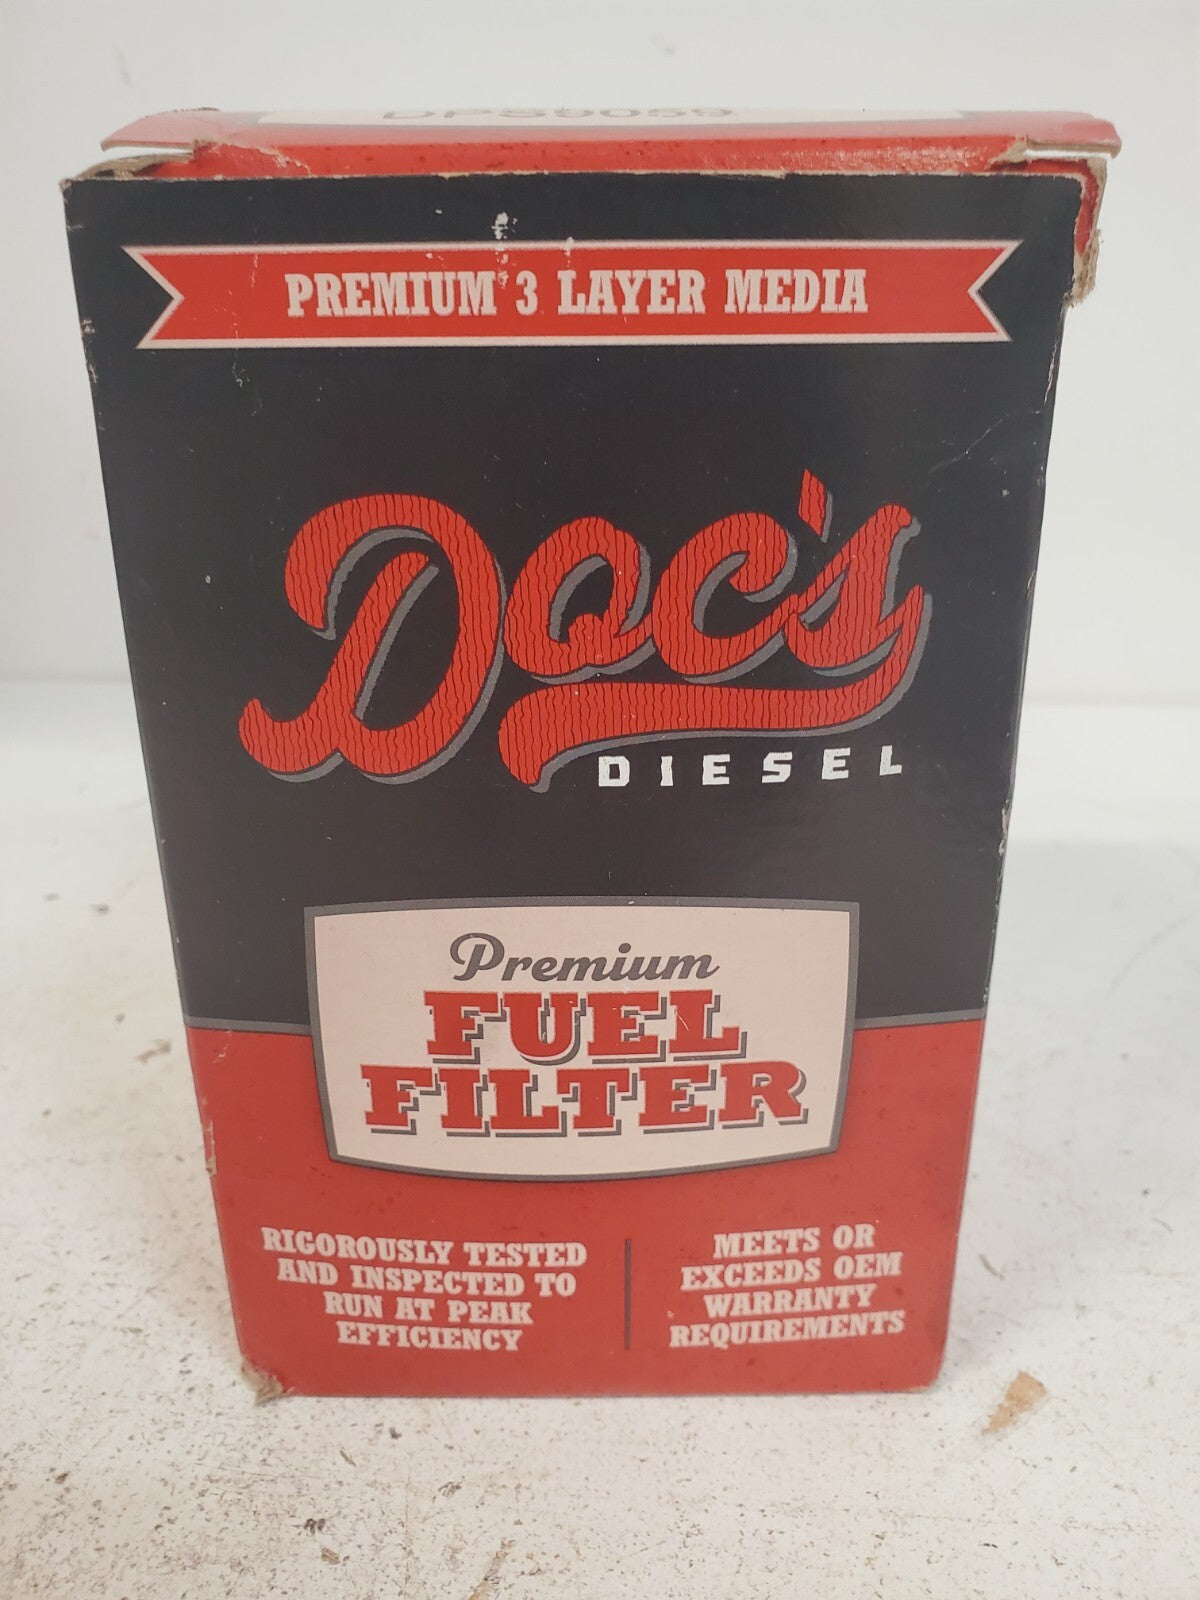 DPS9059
PREMIUM 3 LAYER MEDIA
Doc's
DIESEL
Premium
FUEL
FILTER
RIGOROUSLY TESTED
AND INSPECTED TO
RUN AT PEAK
EFFICIENCY
MEETS OR
EXCEEDS OEM
WARRANTY
REQUIREMENTS